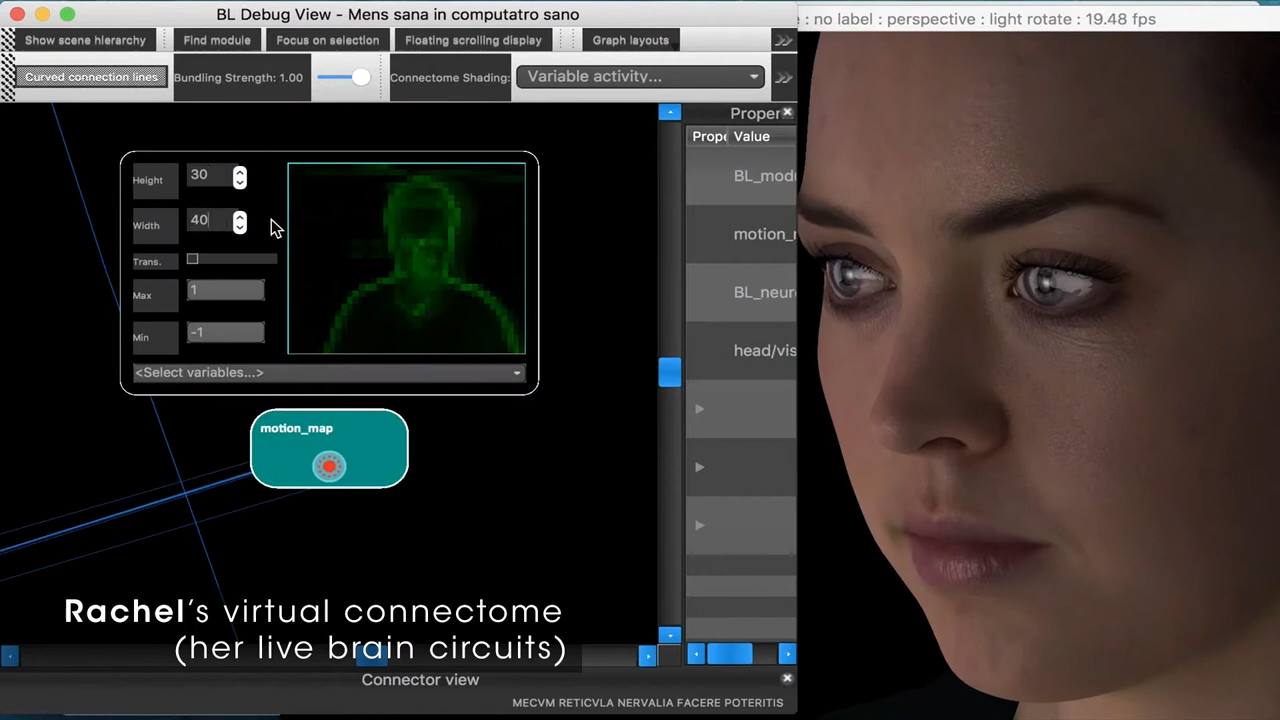 BL Debug View - Mens sana in computatro sano
: no label : perspective : light rotate : 19.48 fps
Show scene hierarchy
Find module
Focus on selection
Floating scrolling display
Graph layouts
Curved connection lines
Bundling Strength: 1.00
Connectome Shading:
Variable activity...
Proper
Prope
Value
Height
30
Width
40
Trans.
Max
1
Min
-1
<Select variables...>
BL_modu
motion_n
BL_neur
head/vis
motion_map
Rachel's virtual connectome
(her live brain circuits)
Connector view
MECVM RETICVLA NERVALIA FACERE POTERITIS